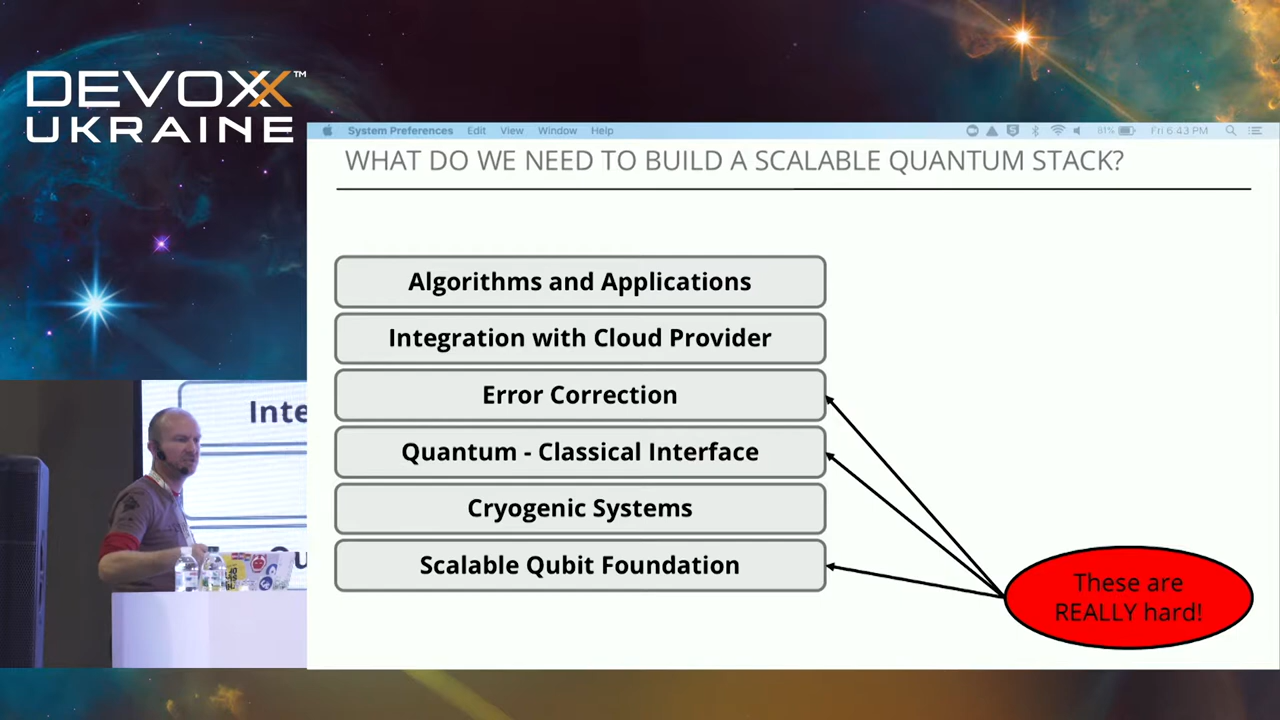 DEVOXX™
UKRAINE
System Preferences Edit View Window Help
81% Fri 6:43 PM
WHAT DO WE NEED TO BUILD A SCALABLE QUANTUM STACK?
Algorithms and Applications
Integration with Cloud Provider
Error Correction
Quantum - Classical Interface
Cryogenic Systems
Scalable Qubit Foundation
These are
REALLY hard!
Inte
Qu